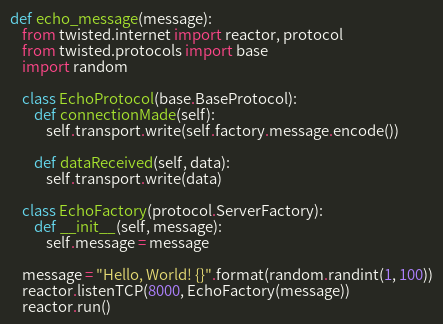 def echo_message(message):
from twisted.internet import reactor, protocol
from twisted.protocols import base
import random
class EchoProtocol(base.BaseProtocol):
def connectionMade(self):
self.transport.write(self.factory.message.encode())
def dataReceived(self, data):
self.transport.write(data)
class EchoFactory(protocol.ServerFactory):
def __init__(self, message):
self.message = message
message = "Hello, World! {}".format(random.randint(1, 100))
reactor.listenTCP(8000, EchoFactory(message))
reactor.run()